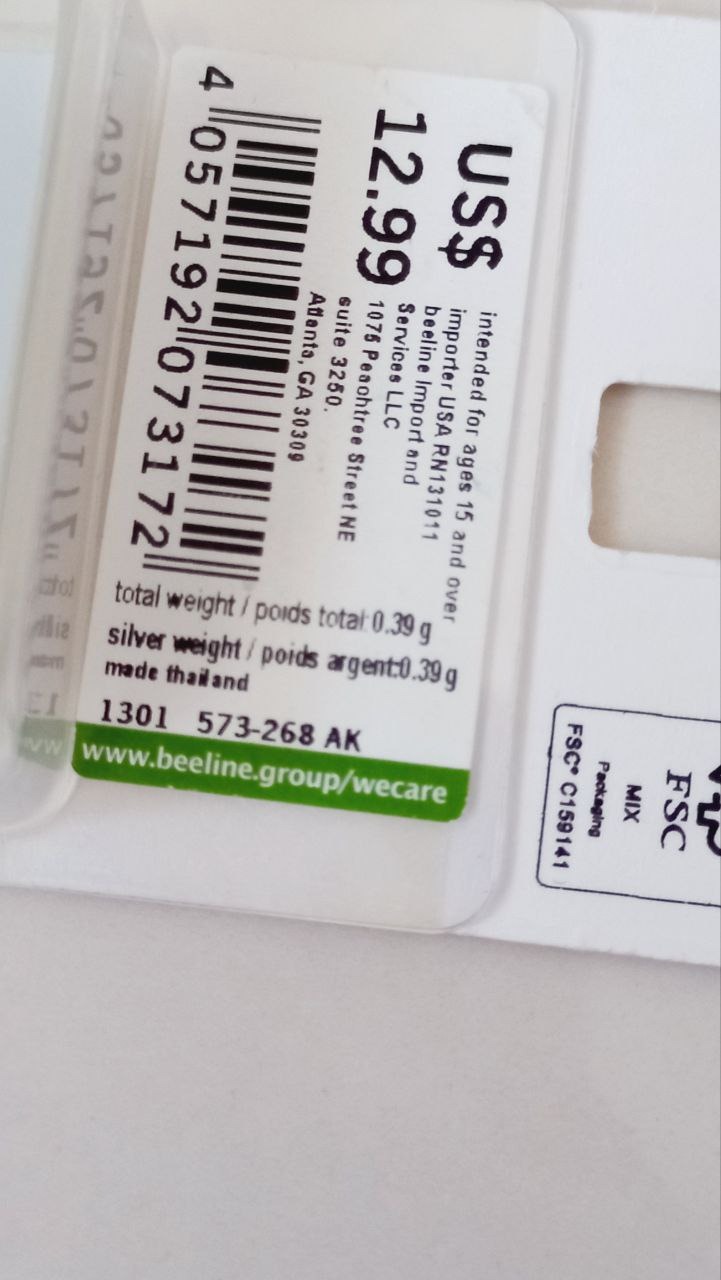 US$
12.99
intended for ages 15 and over
importer USA RN131011
beeline Import and
Services LLC
1075 Peachtree Street NE
suite 3250.
Atlanta, GA 30309
4 057192 073172
total weight / poids total:0.39 g
silver weight / poids argent:0.39 g
made thailand
1301 573-268 AK
www.beeline.group/wecare
FSC
MIX
Packaging
FSC® C159141